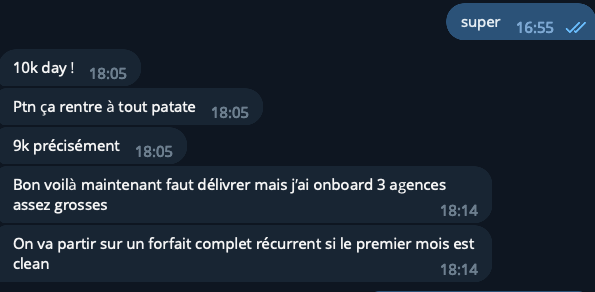 super 16:55
10k day ! 18:05
Ptn ça rentre à tout patate 18:05
9k précisément 18:05
Bon voilà maintenant faut délivrer mais j'ai onboard 3 agences
assez grosses
18:14
On va partir sur un forfait complet récurrent si le premier mois est
clean
18:14